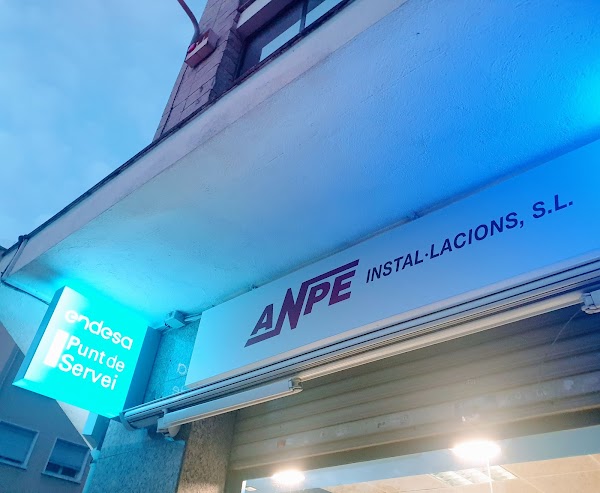 endesa
Punt de
Servei
ANPE INSTAL·LACIONS, S.L.